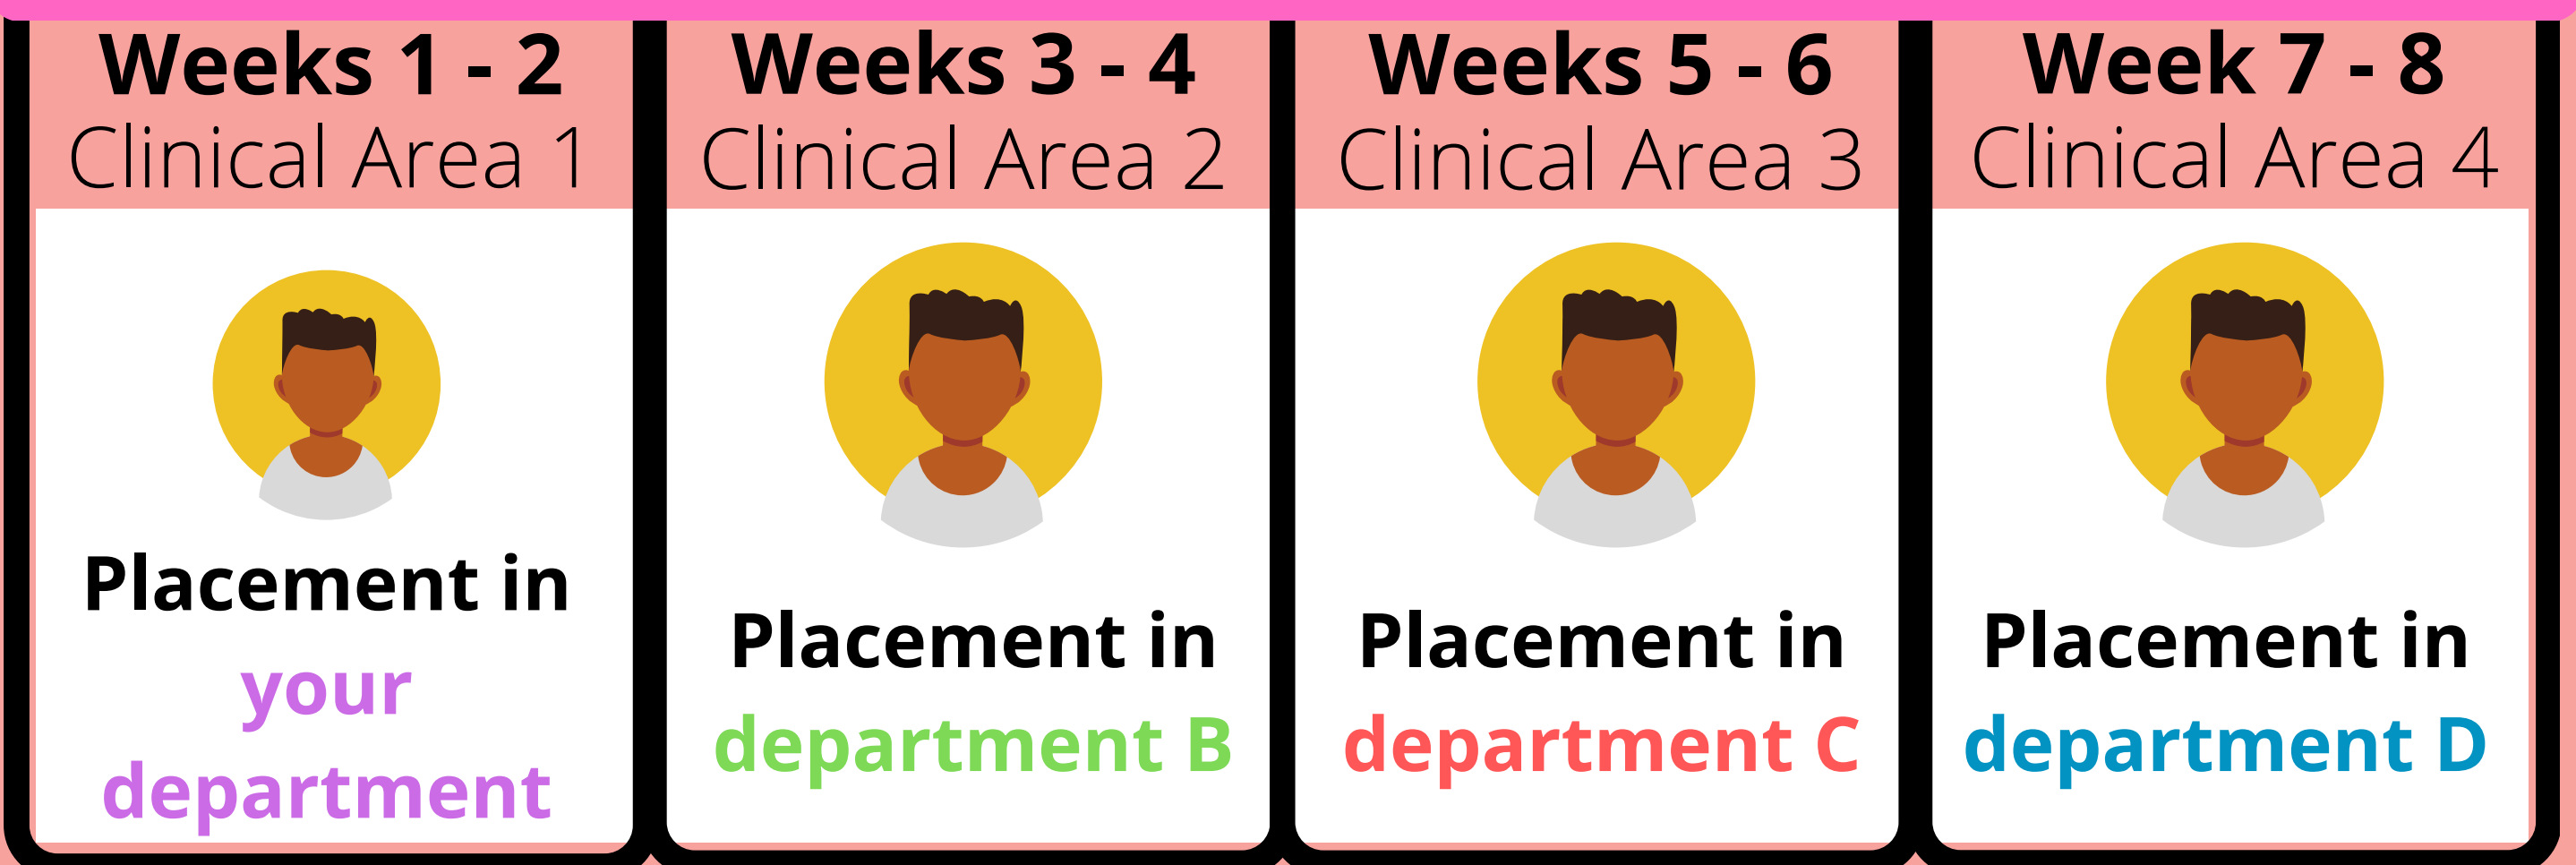 Weeks 1 - 2
Clinical Area 1
Placement in
your
department
Weeks 3 - 4
Clinical Area 2
Placement in
department B
Weeks 5 - 6
Clinical Area 3
Placement in
department C
Week 7 - 8
Clinical Area 4
Placement in
department D